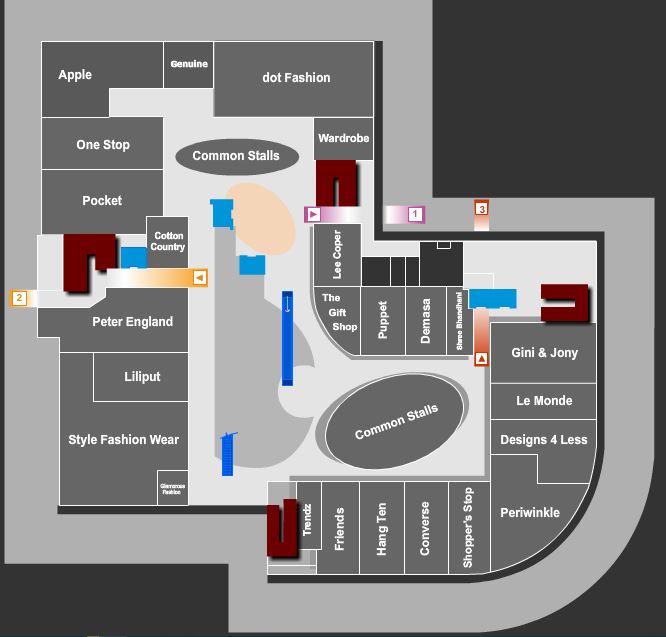 Apple
Genuine
dot Fashion
One Stop
Common Stalls
Wardrobe
Pocket
1
3
Cotton
Country
Lee Coper
2
Peter England
The
Gift
Shop
Puppet
Demasa
Shree Bhandhani
Gini & Jony
Liliput
Le Monde
Common Stalls
Style Fashion Wear
Designs 4 Less
Glamorous
Fashion
Trendz
Friends
Hang Ten
Converse
Shopper's Stop
Periwinkle